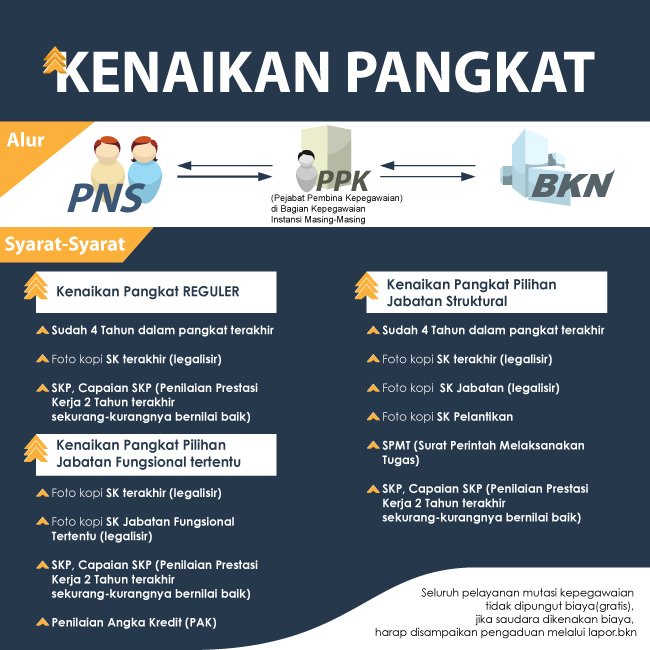 KENAIKAN PANGKAT
Alur
PNS
PPK
(Pejabat Pembina Kepegawaian)
di Bagian Kepegawaian
Instansi Masing-Masing
BKN
Syarat-Syarat
Kenaikan Pangkat REGULER
Sudah 4 Tahun dalam pangkat terakhir
Foto kopi SK terakhir (legalisir)
SKP, Capaian SKP (Penilaian Prestasi
Kerja 2 Tahun terakhir
sekurang-kurangnya bernilai baik)
Kenaikan Pangkat Pilihan
Jabatan Fungsional tertentu
Foto kopi SK terakhir (legalisir)
Foto kopi SK Jabatan Fungsional
Tertentu (legalisir)
SKP, Capaian SKP (Penilaian Prestasi
Kerja 2 Tahun terakhir
sekurang-kurangnya bernilai baik)
Penilaian Angka Kredit (PAK)
Kenaikan Pangkat Pilihan
Jabatan Struktural
Sudah 4 Tahun dalam pangkat terakhir
Foto kopi SK terakhir (legalisir)
Foto kopi SK Jabatan (legalisir)
Foto kopi SK Pelantikan
SPMT (Surat Perintah Melaksanakan
Tugas)
SKP, Capaian SKP (Penilaian Prestasi
Kerja 2 Tahun terakhir
sekurang-kurangnya bernilai baik)
Seluruh pelayanan mutasi kepegawaian
tidak dipungut biaya(gratis),
jika saudara dikenakan biaya,
harap disampaikan pengaduan melalui lapor.bkn